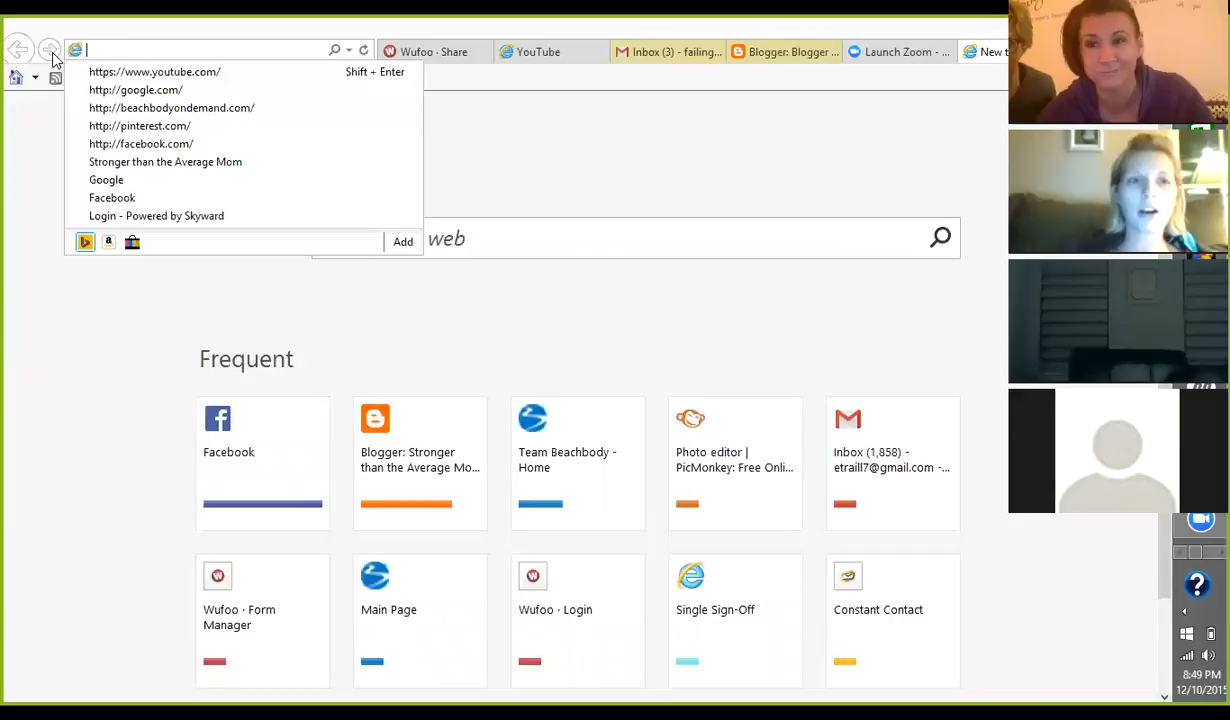 Wufoo · Share
YouTube
Inbox (3) - failing...
Blogger: Blogger ...
Launch Zoom - ...
New t
https://www.youtube.com/ Shift + Enter
http://google.com/
http://beachbodyondemand.com/
http://pinterest.com/
http://facebook.com/
Stronger than the Average Mom
Google
Facebook
Login - Powered by Skyward
Add
web
Frequent
Facebook
Blogger: Stronger
than the Average Mo...
Team Beachbody -
Home
Photo editor |
PicMonkey: Free Onli...
Inbox (1,858) -
etraill7@gmail.com -...
Wufoo · Form
Manager
Main Page
Wufoo · Login
Single Sign-Off
Constant Contact
8:49 PM
12/10/2015